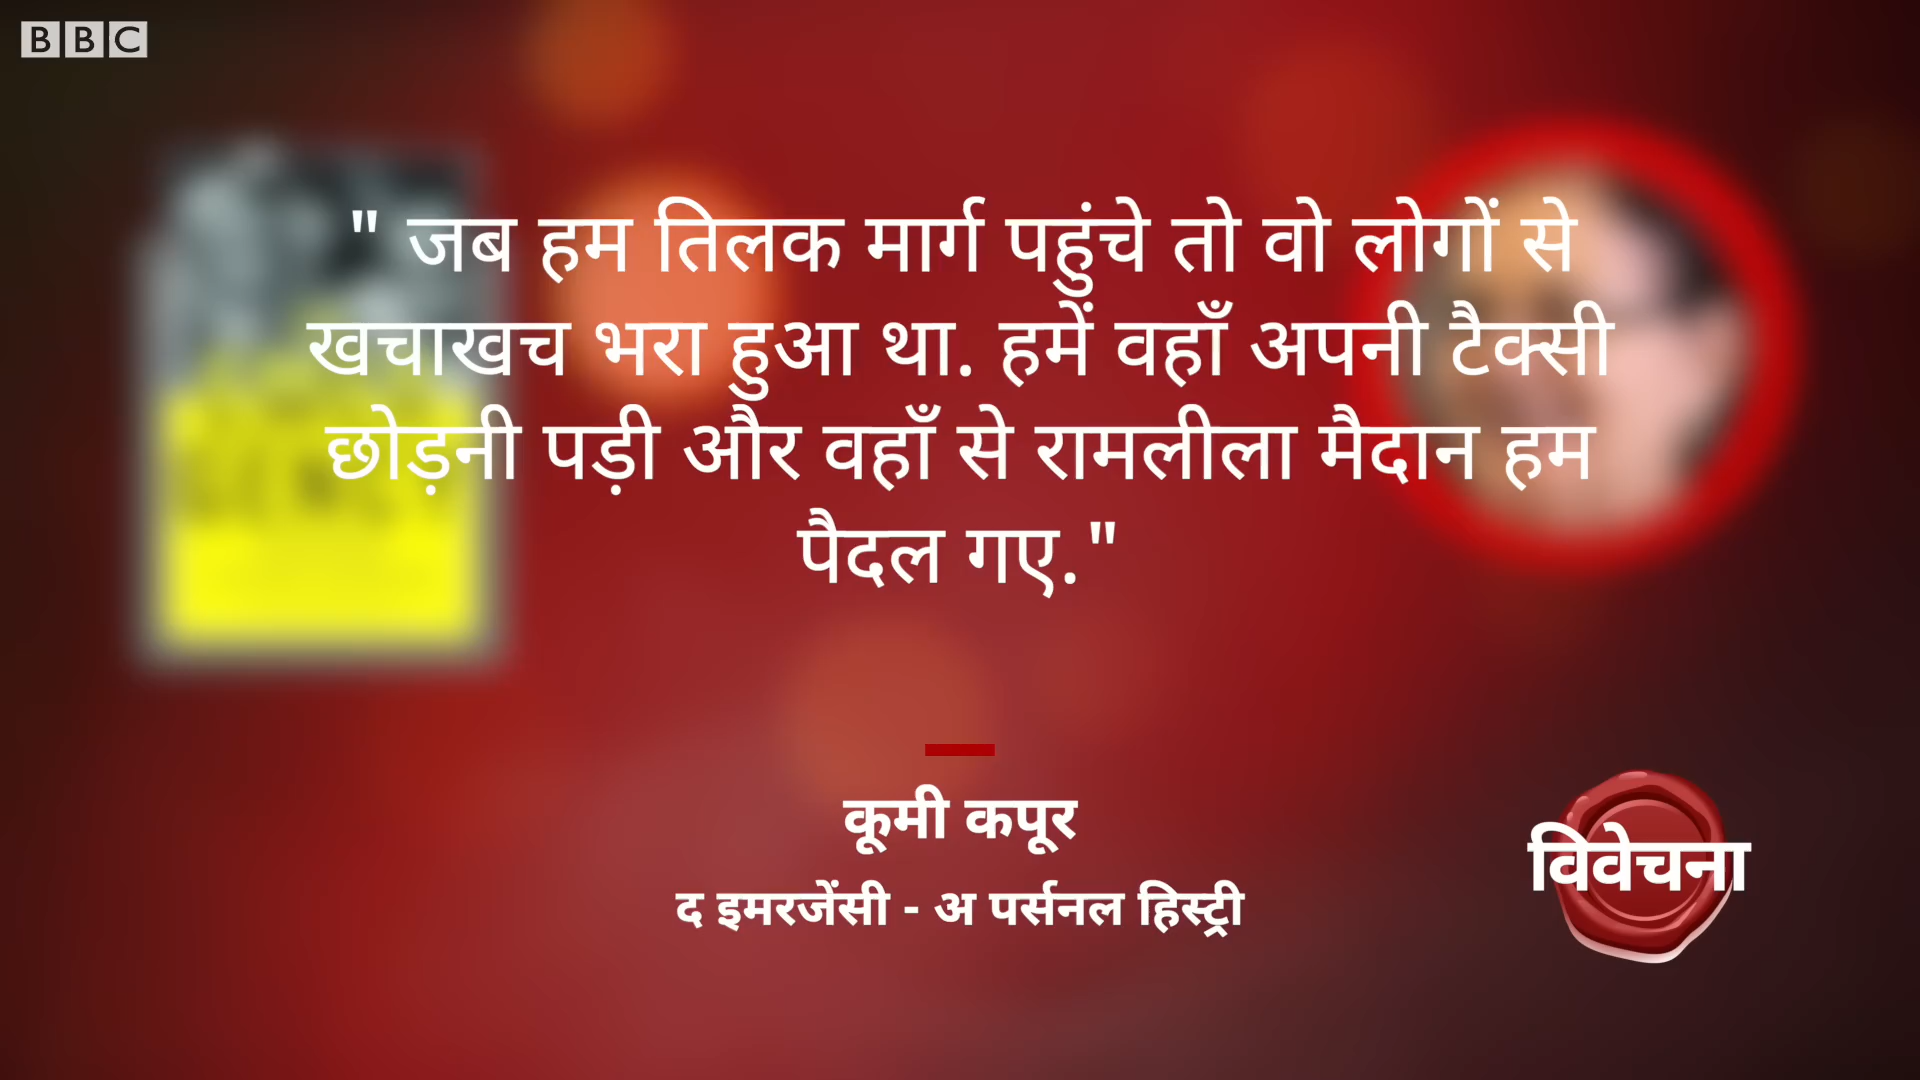 BBC
" जब हम तिलक मार्ग पहुंचे तो वो लोगों से
खचाखच भरा हुआ था. हमें वहाँ अपनी टैक्सी
छोड़नी पड़ी और वहाँ से रामलीला मैदान हम
पैदल गए."
कूमी कपूर
द इमरजेंसी - अ पर्सनल हिस्ट्री
विवेचना